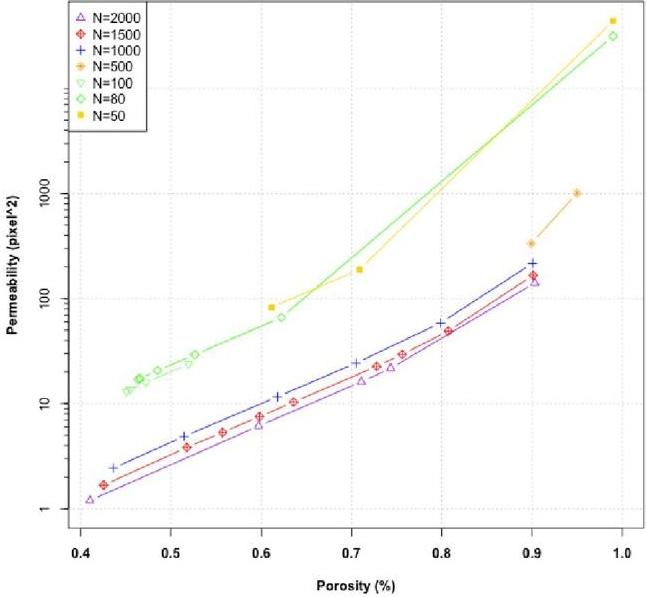 N=2000
N=1500
N=1000
N=500
N=100
N=80
N=50
Permeability (pixel^2)
1000
100
10
1
0.4 0.5 0.6 0.7 0.8 0.9 1.0
Porosity (%)